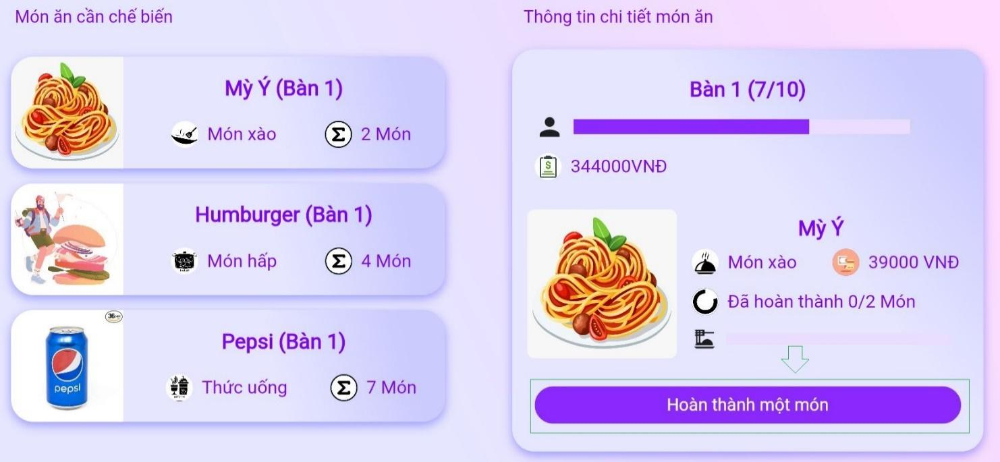 Món ăn cần chế biến
Mỳ Ý (Bàn 1)
Món xào
2 Món
Humburger (Bàn 1)
Món hấp
4 Món
36
pepsi
Pepsi (Bàn 1)
Thức uống
7 Món
Thông tin chi tiết món ăn
Bàn 1 (7/10)
344000VNĐ
Mỳ Ý
Món xào
39000 VNĐ
Đã hoàn thành 0/2 Món
Hoàn thành một món